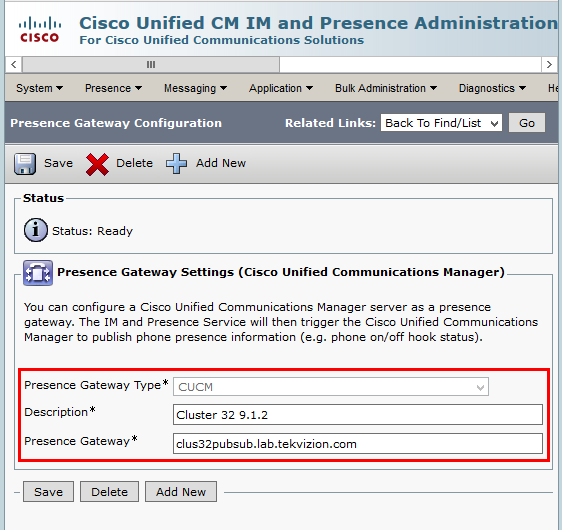 Cisco Unified CM IM and Presence Administration
CISCO
For Cisco Unified Communications Solutions
System Presence Messaging Application Bulk Administration Diagnostics
Presence Gateway Configuration Related Links: Back To Find/List Go
Save Delete Add New
Status
Status: Ready
Presence Gateway Settings (Cisco Unified Communications Manager)
You can configure a Cisco Unified Communications Manager server as a presence
gateway. The IM and Presence Service will then trigger the Cisco Unified Communications
Manager to publish phone presence information (e.g. phone on/off hook status).
Presence Gateway Type* CUCM
Description* Cluster 32 9.1.2
Presence Gateway* clus32pubsub.lab.tekvizion.com
Save Delete Add New